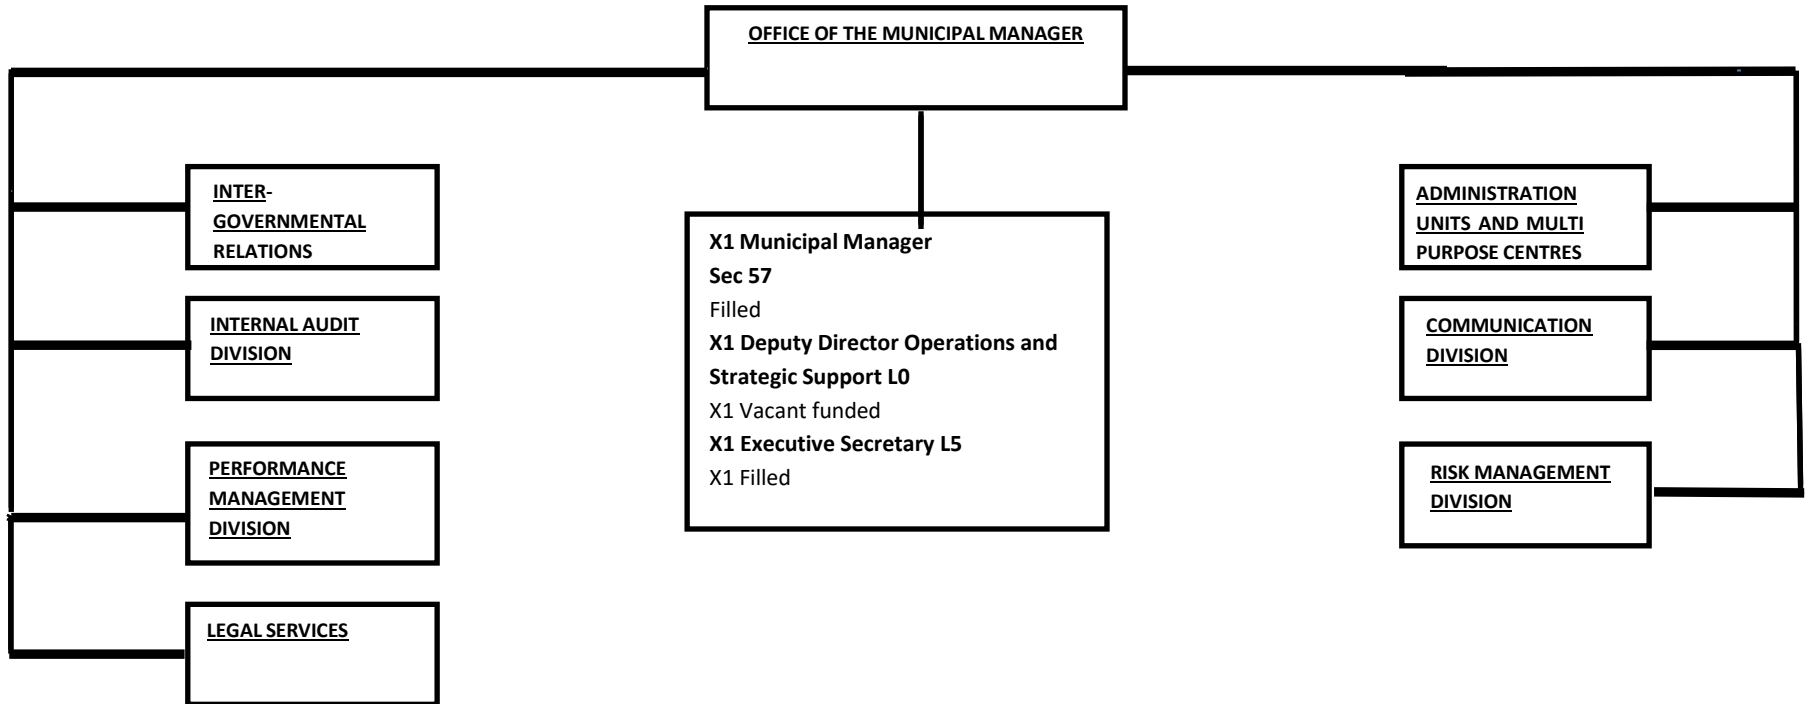 OFFICE OF THE MUNICIPAL MANAGER
INTER-
GOVERNMENTAL
RELATIONS
INTERNAL AUDIT
DIVISION
PERFORMANCE
MANAGEMENT
DIVISION
LEGAL SERVICES
X1 Municipal Manager
Sec 57
Filled
X1 Deputy Director Operations and
Strategic Support L0
X1 Vacant funded
X1 Executive Secretary L5
X1 Filled
ADMINISTRATION
UNITS AND MULTI
PURPOSE CENTRES
COMMUNICATION
DIVISION
RISK MANAGEMENT
DIVISION